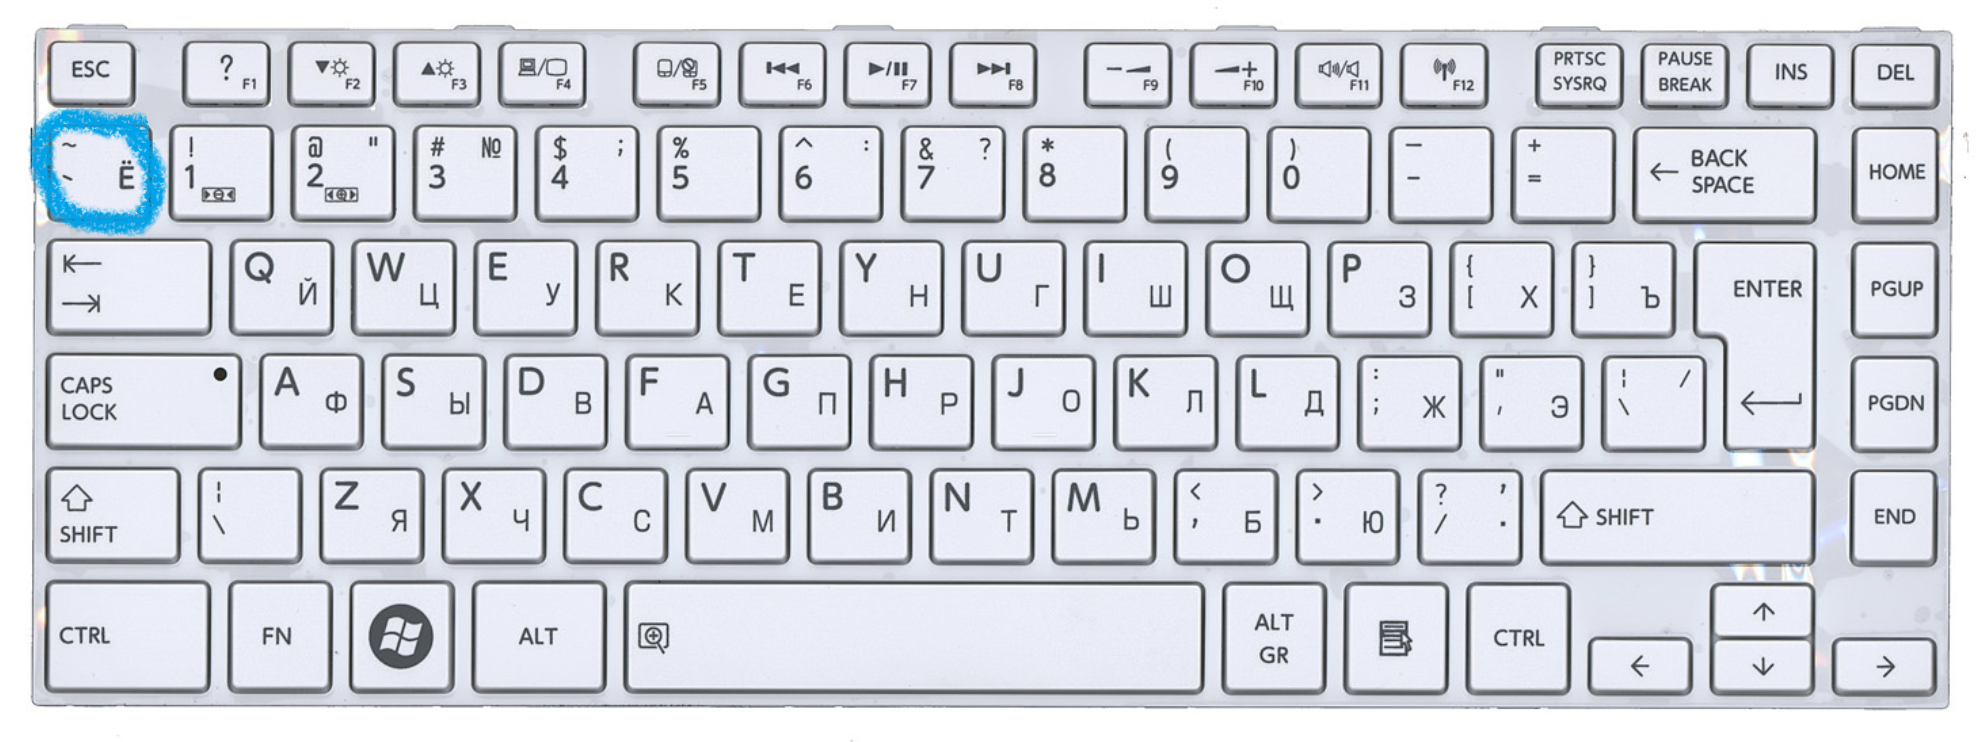 ESC ? F1 F2 F3 F4 F5 F6 F7 F8 F9 F10 F11 F12 PRTSC SYSRQ PAUSE BREAK INS DEL
~ ` Ё ! 1 @ " 2 # № 3 $ ; 4 % 5 ^ : 6 & ? 7 * 8 ( 9 ) 0 — - + = ← BACK SPACE HOME
Q Й W Ц E У R К T Е Y Н U Г I Ш O Щ P З { [ Х } ] Ъ ENTER PGUP
CAPS LOCK A Ф S Ы D В F А G П H Р J О K Л L Д : ; Ж " ' Э ¦ / \ PGDN
SHIFT ¦ \ Z Я X Ч C С V М B И N Т M Ь < , Б > . Ю ? , / . SHIFT END
CTRL FN ALT ALT GR CTRL ← ↑ ↓ →